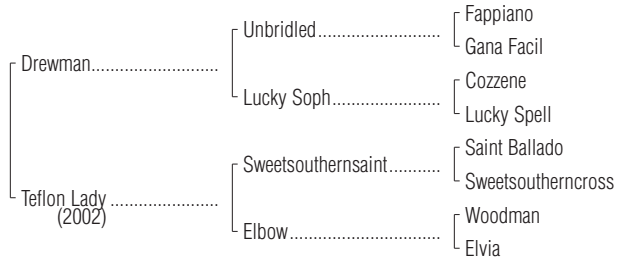 Fappiano
Unbridled
Gana Facil
Drewman
Cozzene
Lucky Soph
Lucky Spell
Saint Ballado
Sweetsouthernsaint
Sweetsoutherncross
Teflon Lady
(2002)
Woodman
Elbow
Elvia